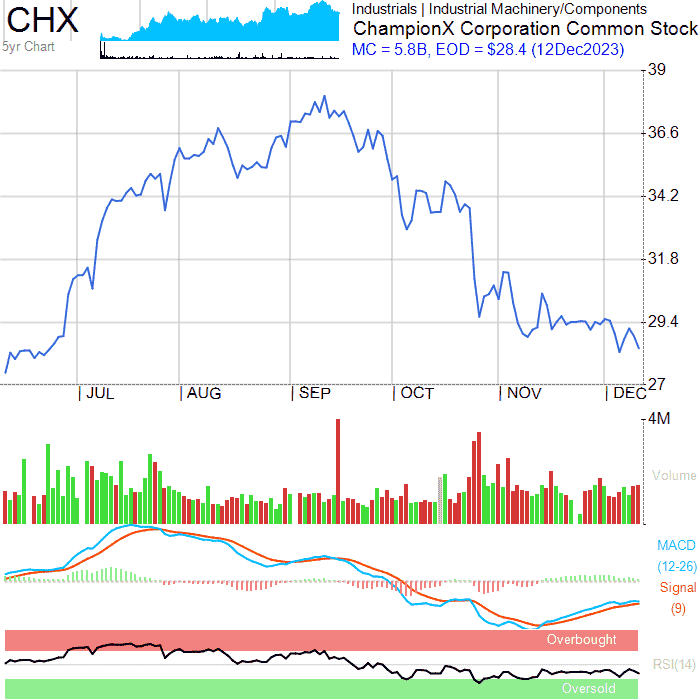 CHX
5yr Chart
Industrials | Industrial Machinery/Components
ChampionX Corporation Common Stock
MC = 5.8B, EOD = $28.4 (12Dec2023)
39
36.6
34.2
31.8
29.4
27
| JUL | AUG | SEP | OCT | NOV | DEC
4M
Volume
MACD
(12-26)
Signal
(9)
Overbought
RSI(14)
Oversold